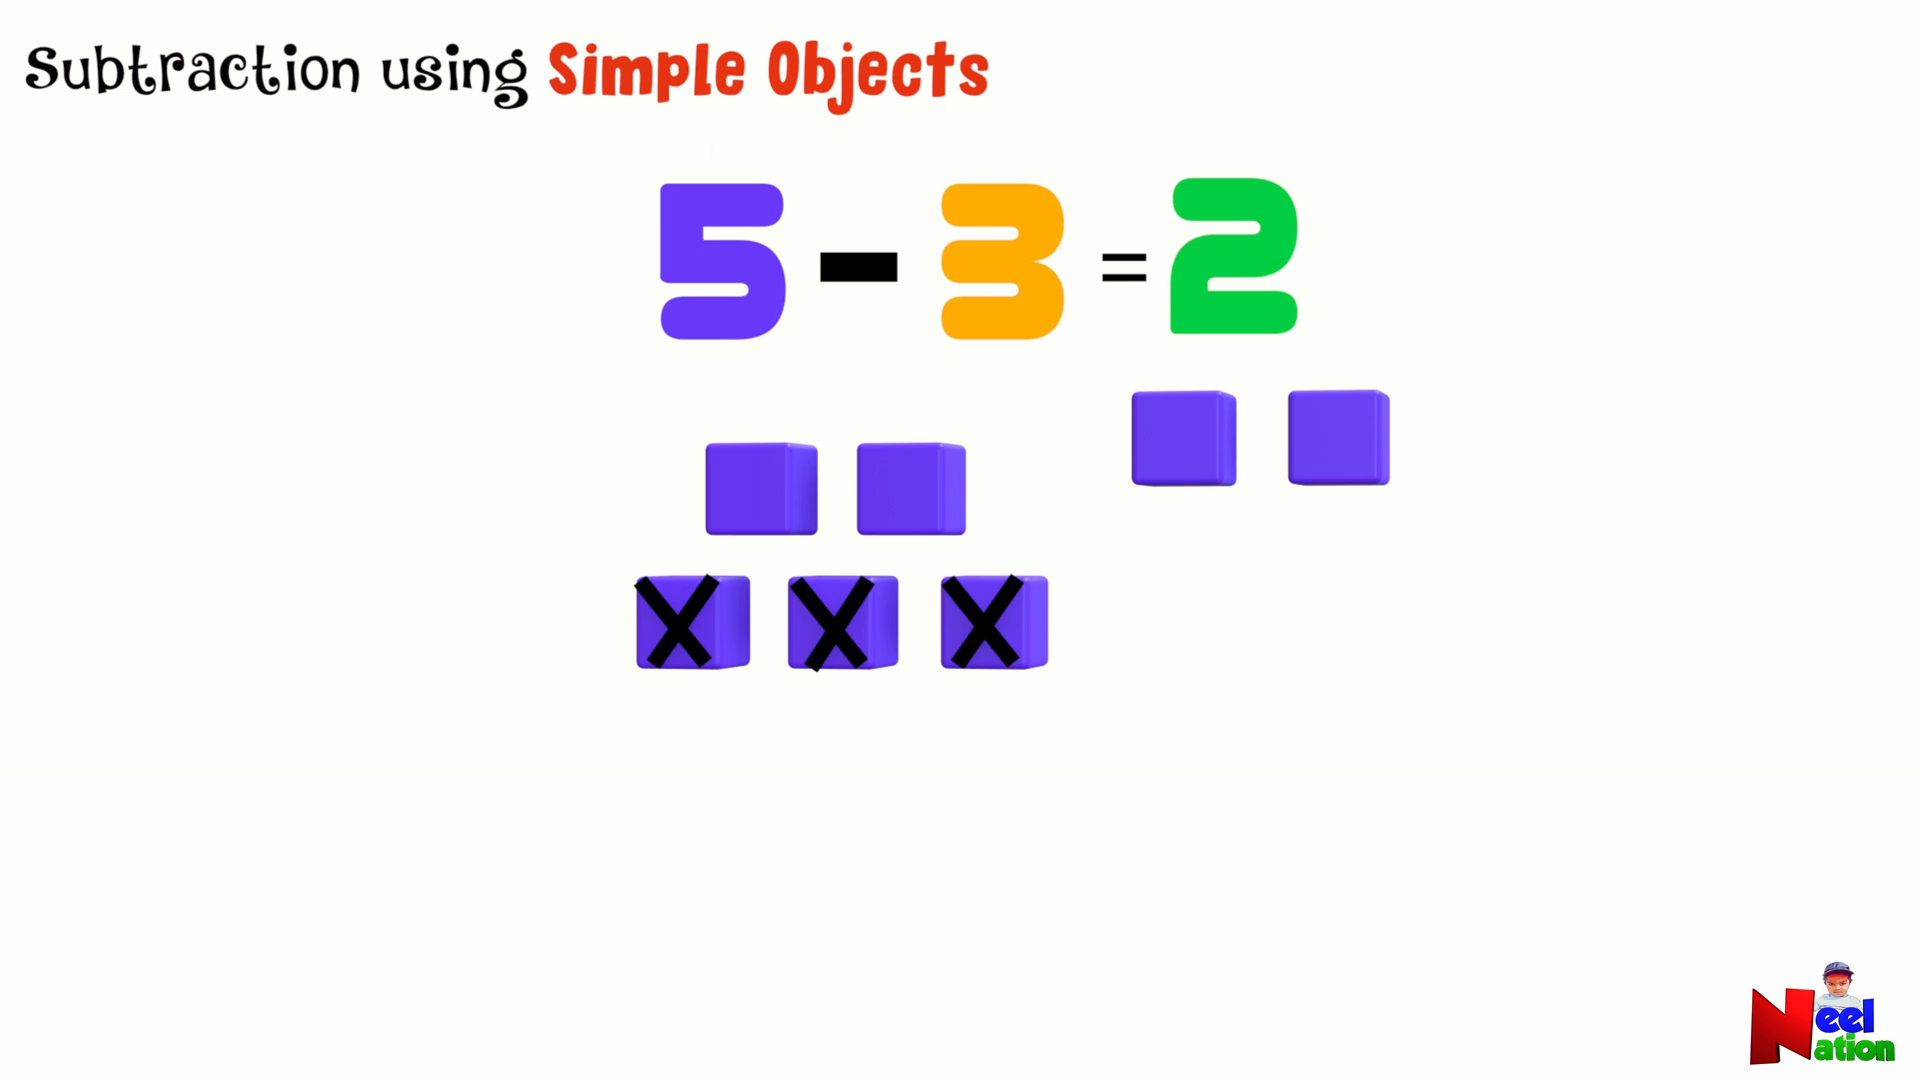 Subtraction using Simple Objects
5 - 3 = 2
X X X
Neel
Nation